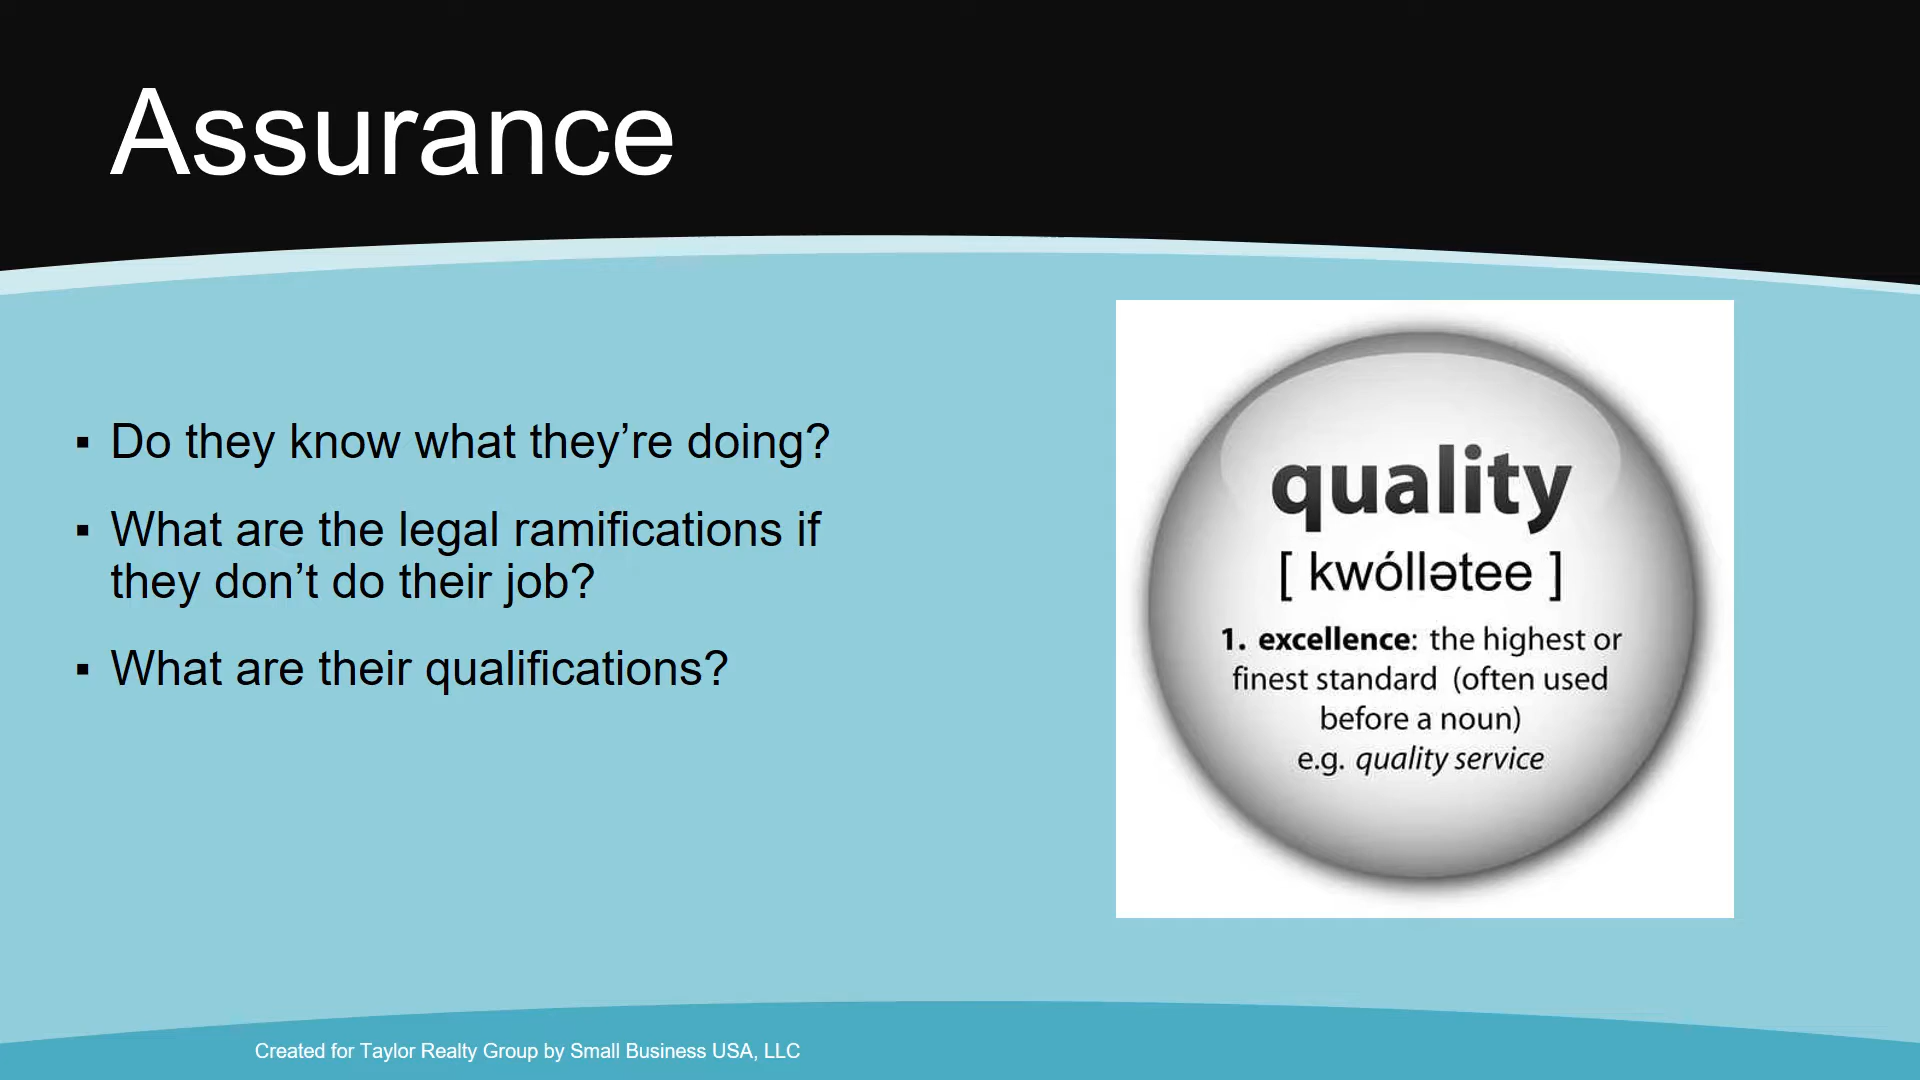 Assurance
▪ Do they know what they’re doing?
▪ What are the legal ramifications if
they don’t do their job?
▪ What are their qualifications?
quality
[ kwóllətee ]
1. excellence: the highest or
finest standard (often used
before a noun)
e.g. quality service
Created for Taylor Realty Group by Small Business USA, LLC